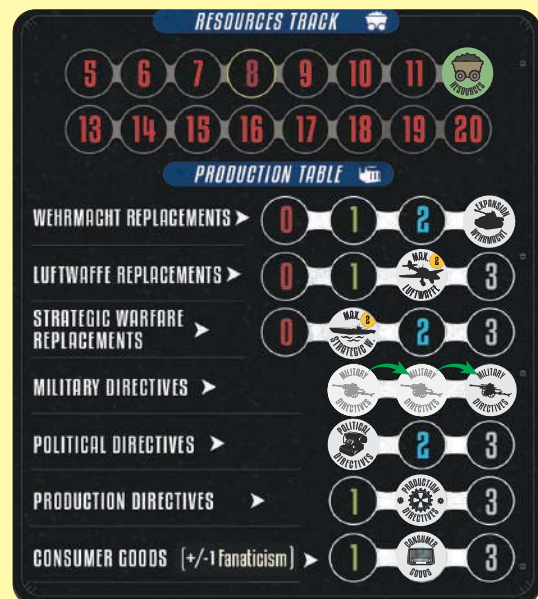 RESOURCES TRACK
5 6 7 8 9 10 11 RESOURCES
13 14 15 16 17 18 19 20
PRODUCTION TABLE
WEHRMACHT REPLACEMENTS 0 1 2 EXPANSION WEHRMACHT
LUFTWAFFE REPLACEMENTS 0 1 MAX. 2 LUFTWAFFE 3
STRATEGIC WARFARE
REPLACEMENTS 0 MAX. 2 STRATEGIC W. 2 3
MILITARY DIRECTIVES MILITARY DIRECTIVES MILITARY DIRECTIVES MILITARY DIRECTIVES
POLITICAL DIRECTIVES POLITICAL DIRECTIVES 2 3
PRODUCTION DIRECTIVES 1 PRODUCTION DIRECTIVES 3
CONSUMER GOODS (+/-1 Fanaticism) 1 CONSUMER GOODS 3